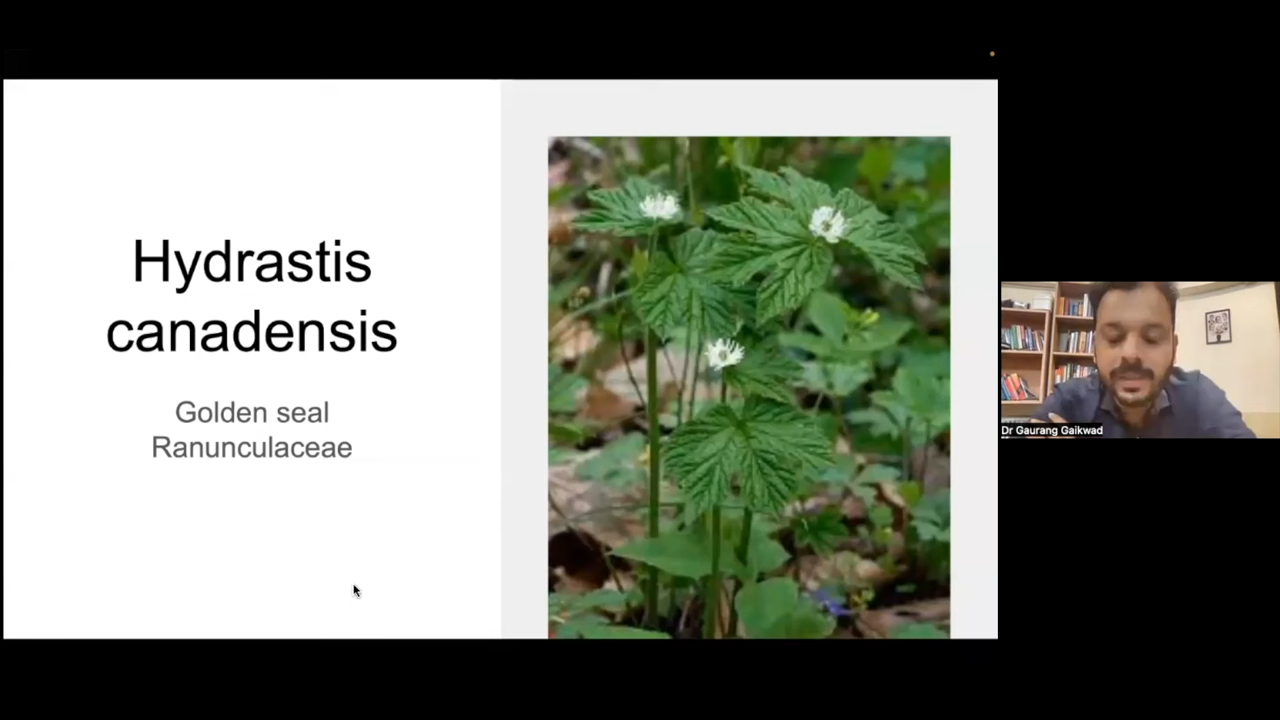 Hydrastis
canadensis
Golden seal
Ranunculaceae
Dr Gaurang Gaikwad